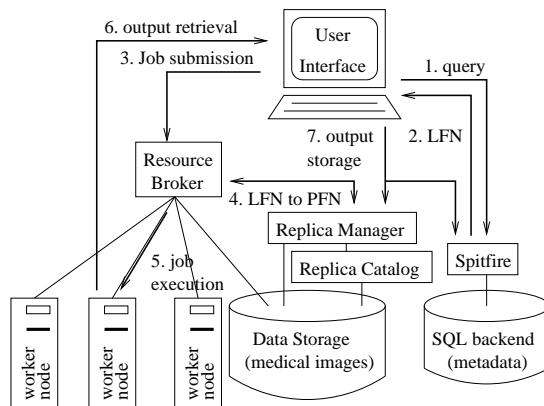 6. output retrieval
3. Job submission
User
Interface
1. query
2. LFN
7. output
storage
Resource
Broker
4. LFN to PFN
Replica Manager
Replica Catalog
Spitfire
5. job
execution
worker
node
worker
node
worker
node
Data Storage
(medical images)
SQL backend
(metadata)